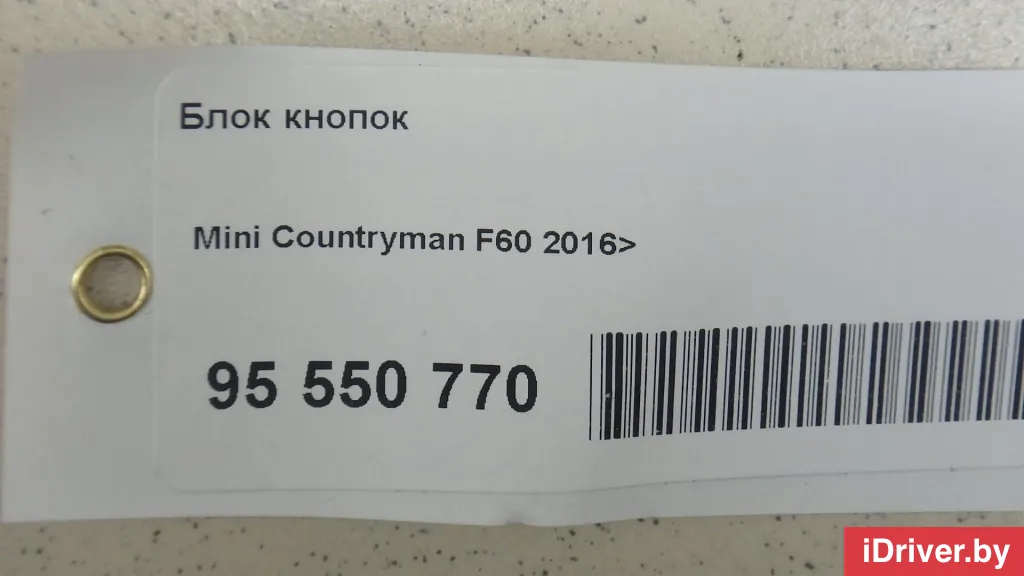 Блок кнопок
Mini Countryman F60 2016>
95 550 770
iDriver.by